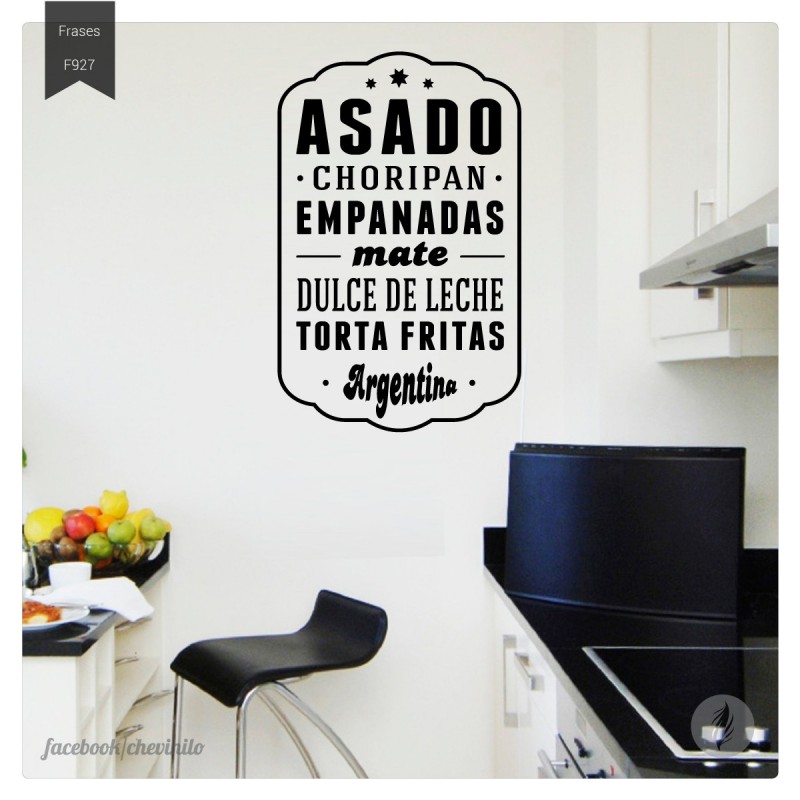 Frases
F927
ASADO
· CHORIPAN ·
EMPANADAS
mate
DULCE DE LECHE
TORTA FRITAS
· Argentina ·
facebook/chevinilo